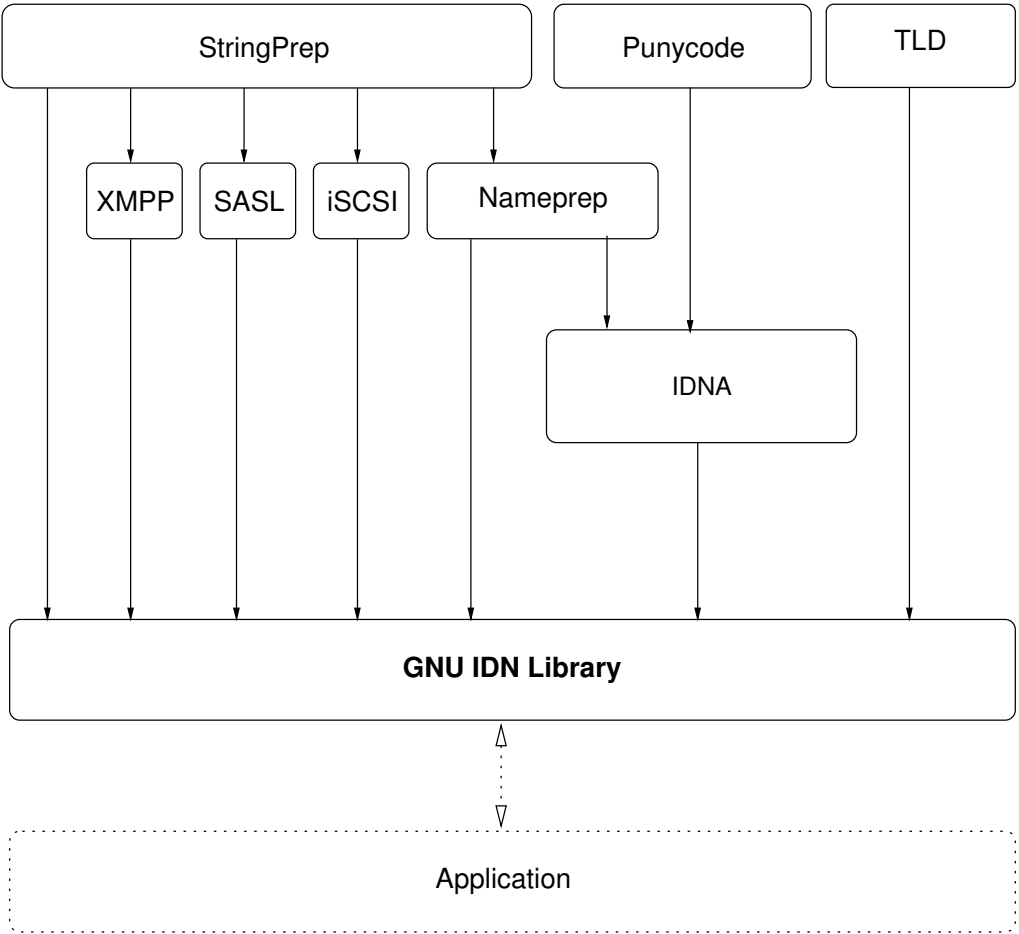 StringPrep
Punycode
TLD
XMPP
SASL
iSCSI
Nameprep
IDNA
GNU IDN Library
Application